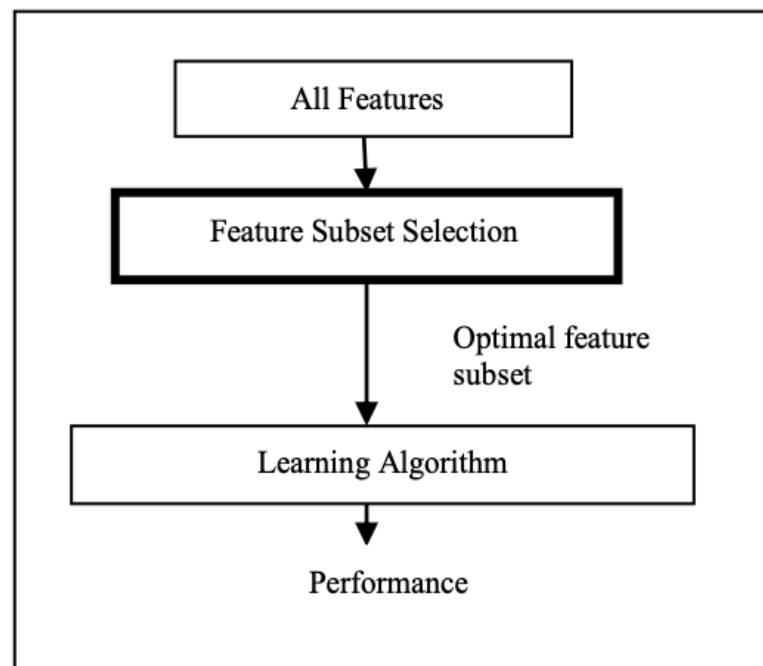 All Features
Feature Subset Selection
Optimal feature
subset
Learning Algorithm
Performance